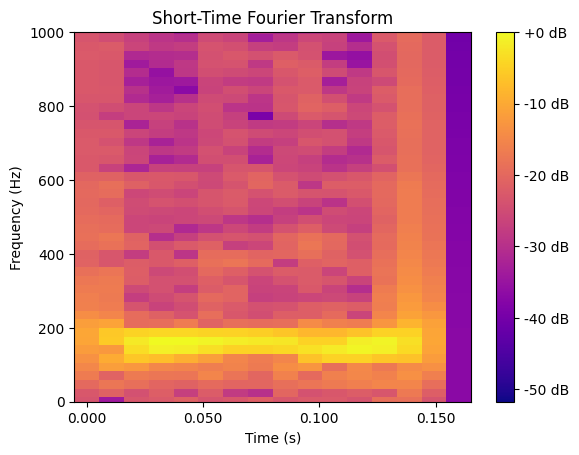 Short-Time Fourier Transform
1000
800
600
400
200
0
Frequency (Hz)
0.000
0.050
0.100
0.150
Time (s)
+0 dB
-10 dB
-20 dB
-30 dB
-40 dB
-50 dB